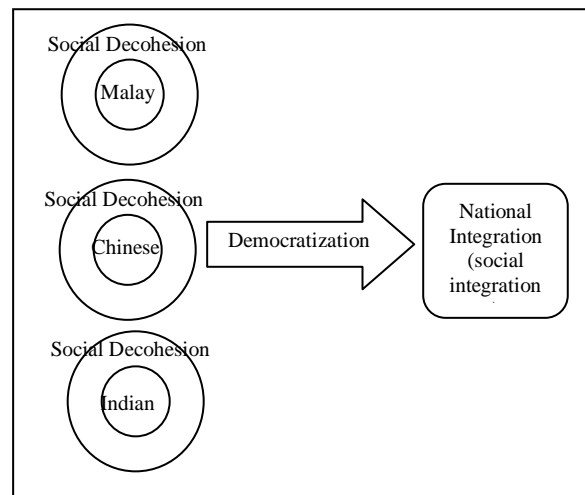 Social Decohesion
Malay
Social Decohesion
Chinese
Democratization
National
Integration
(social
integration
Social Decohesion
Indian